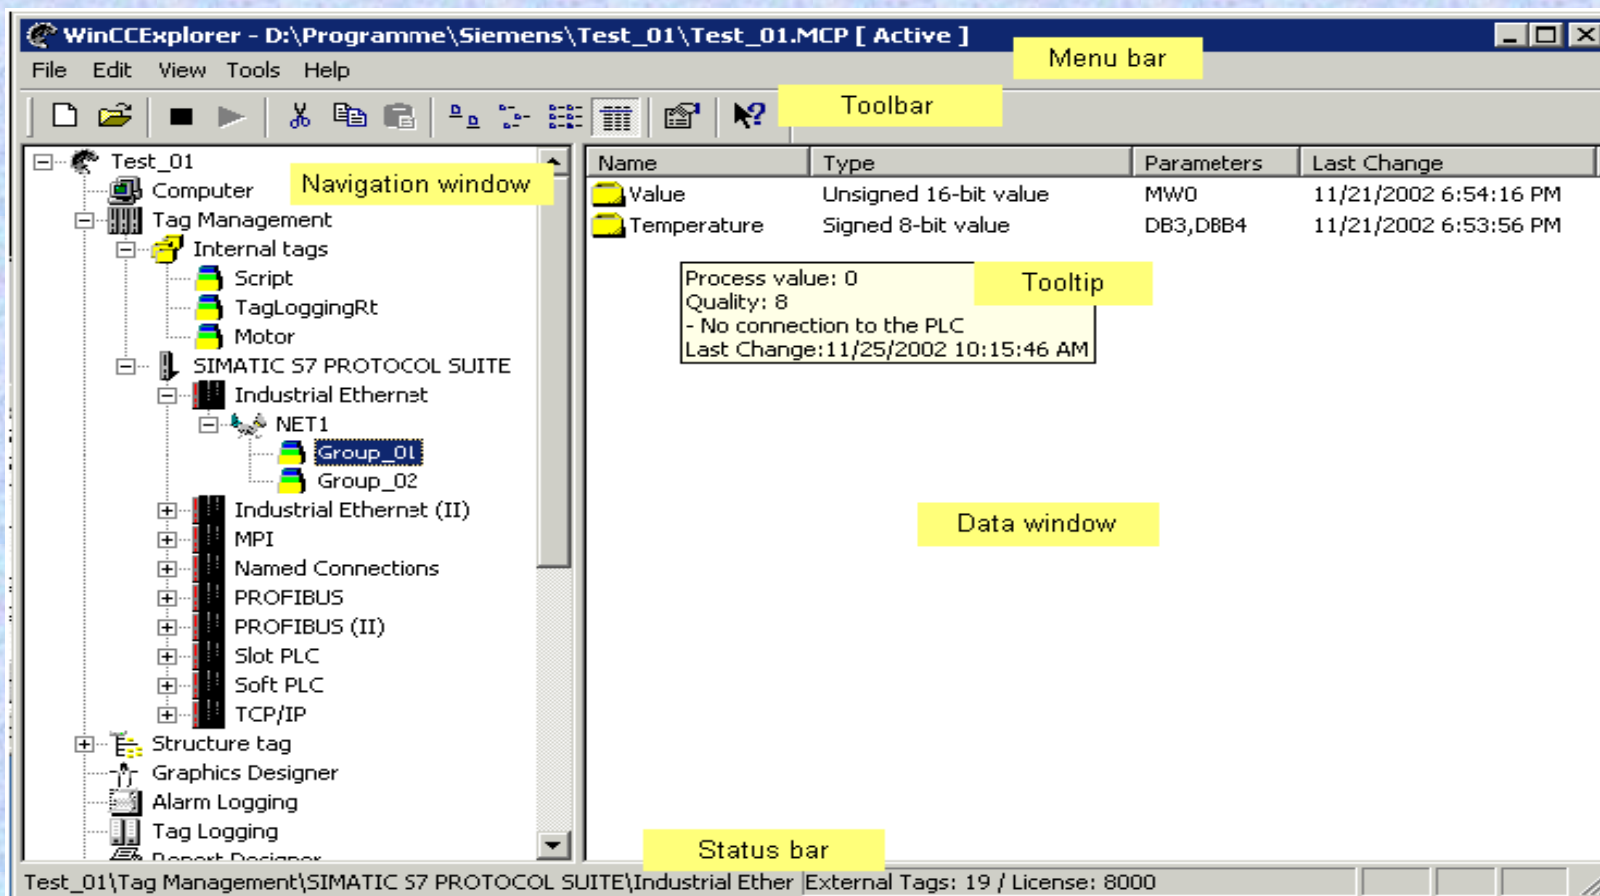 WinCCExplorer - D:\Programme\Siemens\Test_01\Test_01.MCP [ Active ]
Menu bar
File Edit View Tools Help
Toolbar
Test_01
Navigation window
Computer
Tag Management
Internal tags
Script
TagLoggingRt
Motor
SIMATIC S7 PROTOCOL SUITE
Industrial Ethernet
NET1
Group_01
Group_02
Industrial Ethernet (II)
MPI
Named Connections
PROFIBUS
PROFIBUS (II)
Slot PLC
Soft PLC
TCP/IP
Structure tag
Graphics Designer
Alarm Logging
Tag Logging
Report Designer
Name Type Parameters Last Change
Value Unsigned 16-bit value MW0 11/21/2002 6:54:16 PM
Temperature Signed 8-bit value DB3,DBB4 11/21/2002 6:53:56 PM
Process value: 0
Tooltip
Quality: 8
- No connection to the PLC
Last Change:11/25/2002 10:15:46 AM
Data window
Status bar
Test_01\Tag Management\SIMATIC S7 PROTOCOL SUITE\Industrial Ether External Tags: 19 / License: 8000